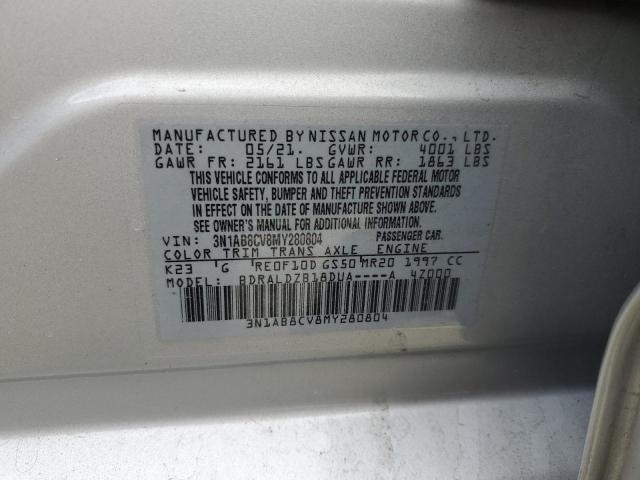 MANUFACTURED BY NISSAN MOTOR CO., LTD.
DATE: 05/21. GVWR: 4001 LBS
GAWR FR: 2161 LBS GAWR RR: 1863 LBS
THIS VEHICLE CONFORMS TO ALL APPLICABLE FEDERAL MOTOR
VEHICLE SAFETY, BUMPER AND THEFT PREVENTION STANDARDS
IN EFFECT ON THE DATE OF MANUFACTURE SHOWN ABOVE.
SEE OWNER'S MANUAL FOR ADDITIONAL INFORMATION
VIN: 3N1AB8CV8MY280804 PASSENGER CAR
COLOR TRIM TRANS AXLE ENGINE
K23 G RE0F10D GS50 MR20 1997 CC
MODEL: BDRALDZB18DUA----A 4Z000
3N1AB8CV8MY280804